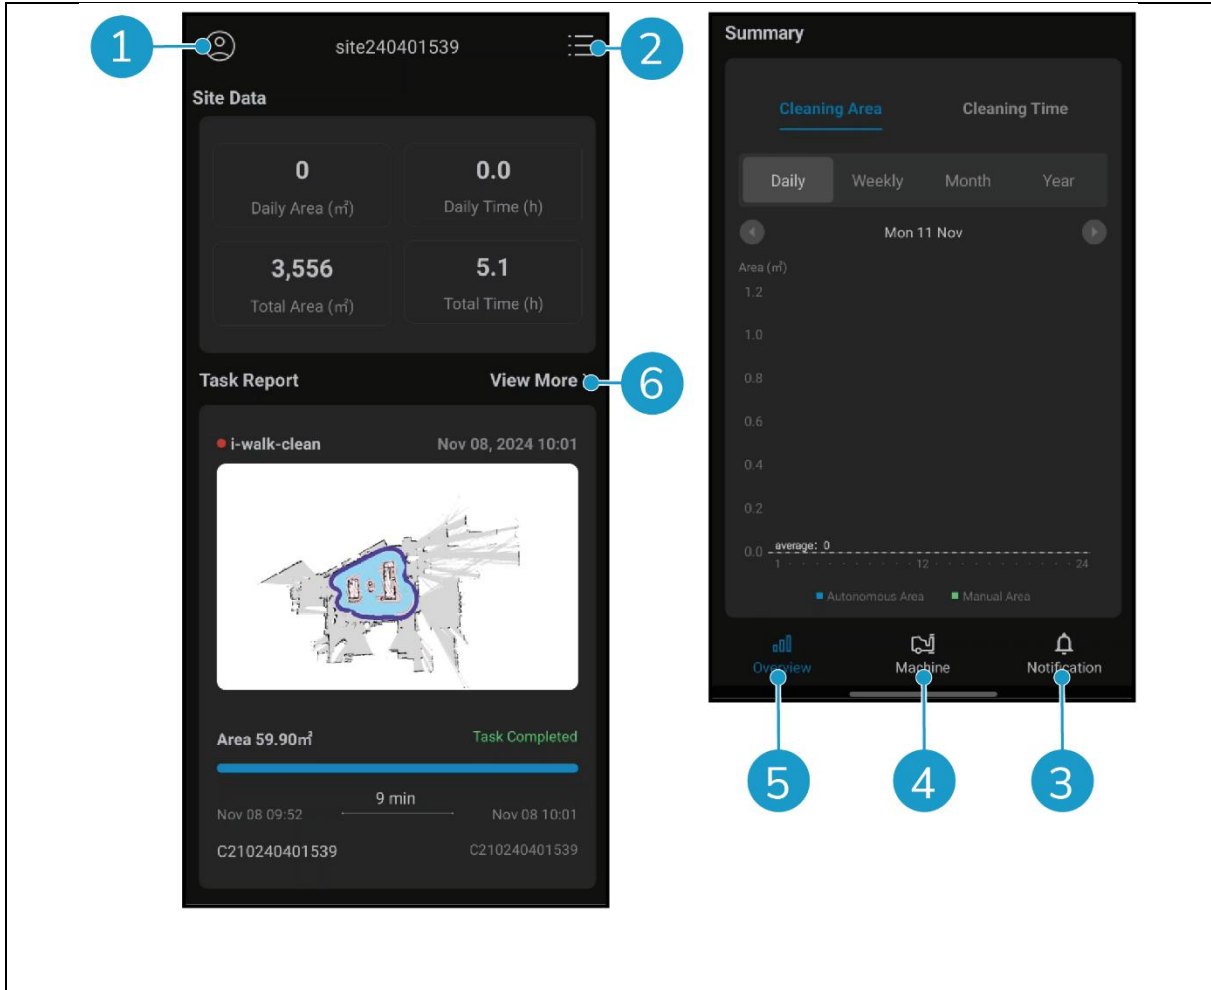 1
site240401539
2
Site Data
0
0.0
Daily Area (㎡)
Daily Time (h)
3,556
5.1
Total Area (㎡)
Total Time (h)
Task Report
View More
6
i-walk-clean
Nov 08, 2024 10:01
Area 59.90㎡
Task Completed
9 min
Nov 08 09:52
Nov 08 10:01
C210240401539
C210240401539
Summary
Cleaning Area
Cleaning Time
Daily
Weekly
Month
Year
Mon 11 Nov
Area (㎡)
1.2
1.0
0.8
0.6
0.4
0.2
average: 0
0.0
1
12
24
Autonomous Area
Manual Area
Overview
Machine
Notification
5
4
3